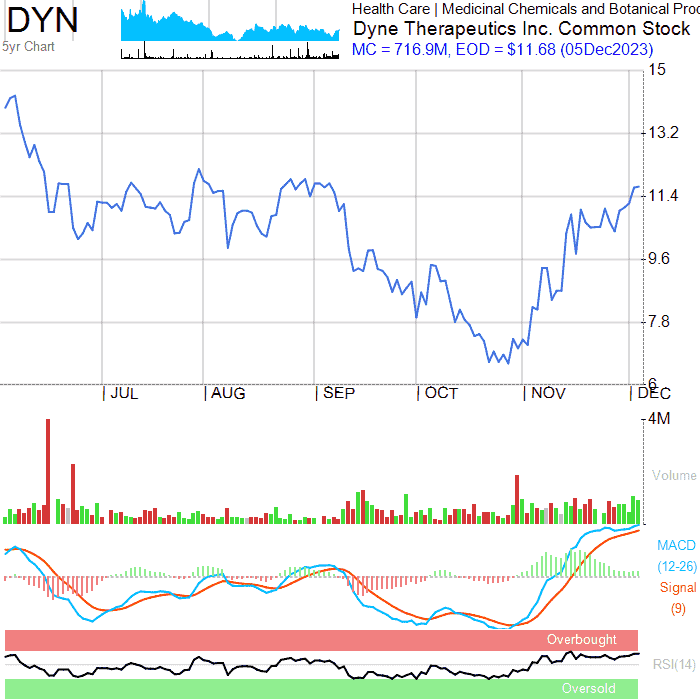 DYN
5yr Chart
Health Care | Medicinal Chemicals and Botanical Pro
Dyne Therapeutics Inc. Common Stock
MC = 716.9M, EOD = $11.68 (05Dec2023)
15
13.2
11.4
9.6
7.8
6
JUL
AUG
SEP
OCT
NOV
DEC
4M
Volume
MACD
(12-26)
Signal
(9)
Overbought
RSI(14)
Oversold